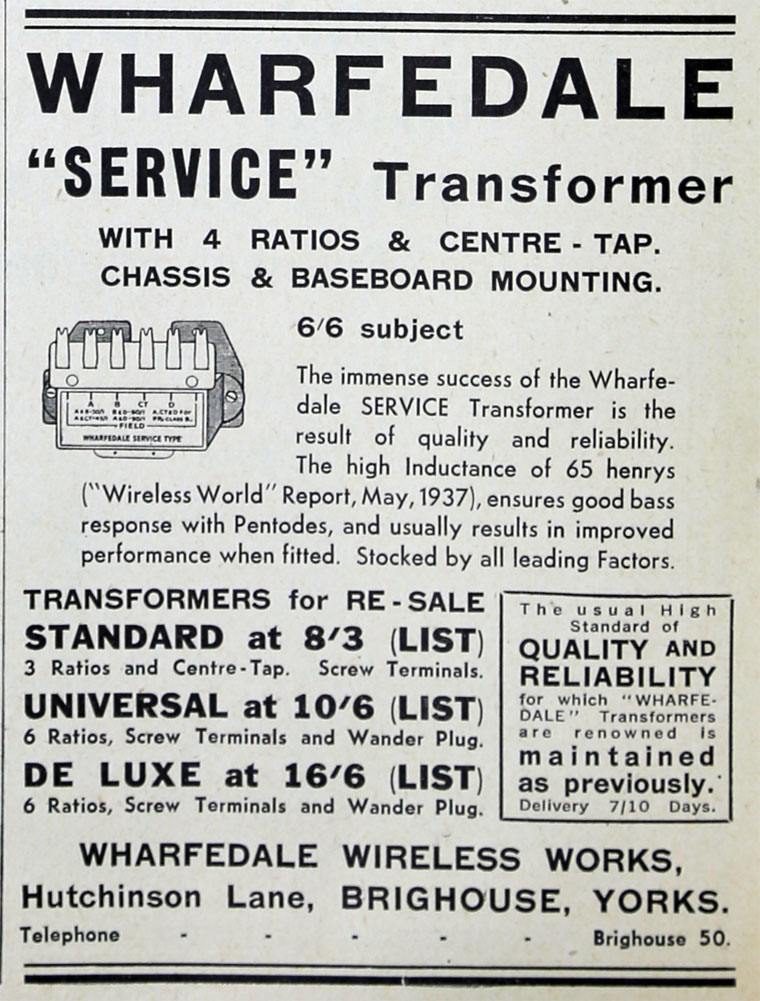 WHARFEDALE
“SERVICE” Transformer
WITH 4 RATIOS & CENTRE - TAP.
CHASSIS & BASEBOARD MOUNTING.
6/6 subject
A B CT D
FIELD
WHARFEDALE SERVICE TYPE
The immense success of the Wharfe-
dale SERVICE Transformer is the
result of quality and reliability.
The high Inductance of 65 henrys
(“Wireless World” Report, May, 1937), ensures good bass
response with Pentodes, and usually results in improved
performance when fitted. Stocked by all leading Factors.
TRANSFORMERS for RE - SALE
STANDARD at 8/3 (LIST)
3 Ratios and Centre-Tap. Screw Terminals.
UNIVERSAL at 10/6 (LIST)
6 Ratios, Screw Terminals and Wander Plug.
DE LUXE at 16/6 (LIST)
6 Ratios, Screw Terminals and Wander Plug.
The usual High
Standard of
QUALITY AND
RELIABILITY
for which “WHARFE-
DALE” Transformers
are renowned is
maintained
as previously.
Delivery 7/10 Days.
WHARFEDALE WIRELESS WORKS,
Hutchinson Lane, BRIGHOUSE, YORKS.
Telephone - - - - - Brighouse 50.